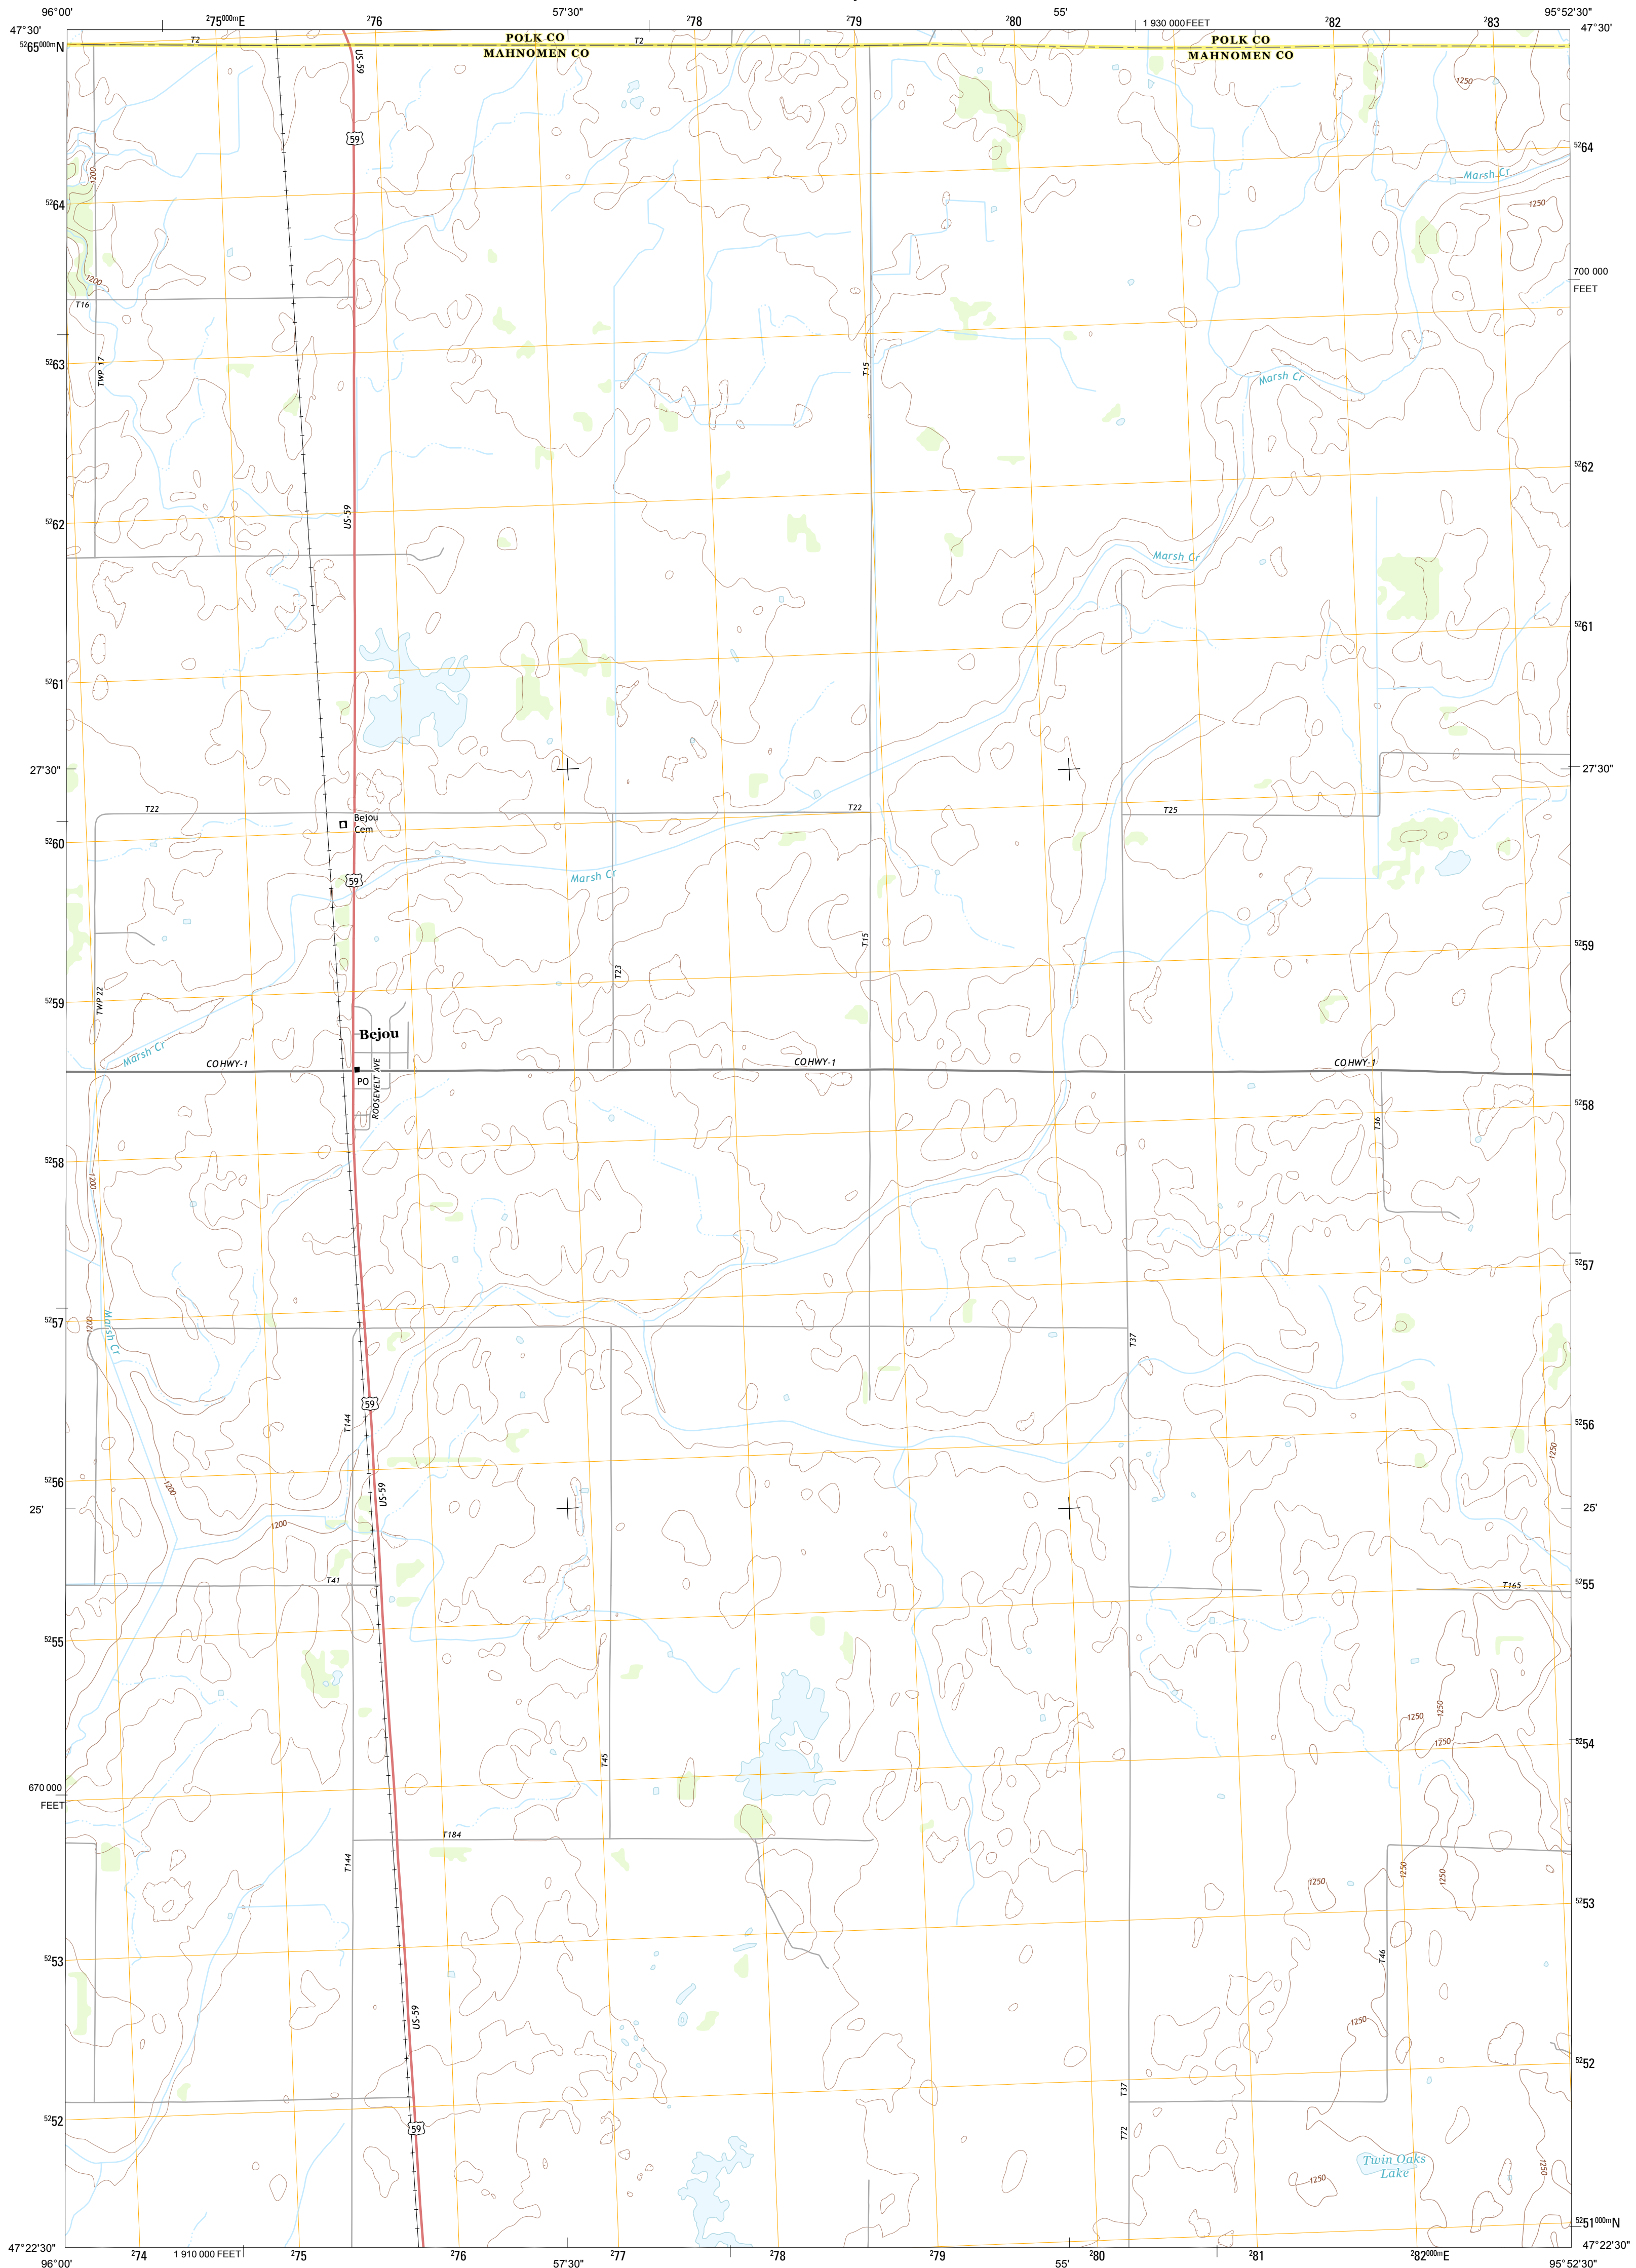 96°00' ²75⁰⁰⁰ᵐE ²76 57'30" ²78 ²79 ²80 55' 1 930 000 FEET ²82 ²83 95°52'30"
47°30' 47°30'
⁵²65⁰⁰⁰ᵐN T2 US-59 POLK CO T2 POLK CO
MAHNOMEN CO MAHNOMEN CO
1250
59
⁵²64
1200 Marsh Cr
⁵²64 1250
1200 700 000
FEET
T16
⁵²63 TWP 17 T15 Marsh Cr
⁵²62
⁵²62 US-59
Marsh Cr
⁵²61
⁵²61
27'30" 27'30"
T22 T22 T25
Bejou
Cem
⁵²60
59 Marsh Cr
T15 ⁵²59
T23
⁵²59 TWP 22
Bejou
Marsh Cr
CO HWY-1 CO HWY-1 CO HWY-1
PO ROOSEVELT AVE
⁵²58
T36
⁵²58
1200
⁵²57
⁵²57 1200 Marsh Cr
T37
59
T144 ⁵²56
1250
⁵²56 1200 US-59
25' 25'
1200
T41 ⁵²55
T165
⁵²55
1250 1250
⁵²54 1250
T45
670 000
FEET
T184
T144 1250 1250 1250
⁵²53
T46
⁵²53
US-59 1250
⁵²52
T37
⁵²52
59 T72
Twin Oaks
Lake
1250 1250
⁵²51⁰⁰⁰ᵐN
47°22'30" 47°22'30"
96°00' ²74 1 910 000 FEET ²75 ²76 57'30" ²77 ²78 ²79 55' ²80 ²81 ²82⁰⁰⁰ᵐE 95°52'30"